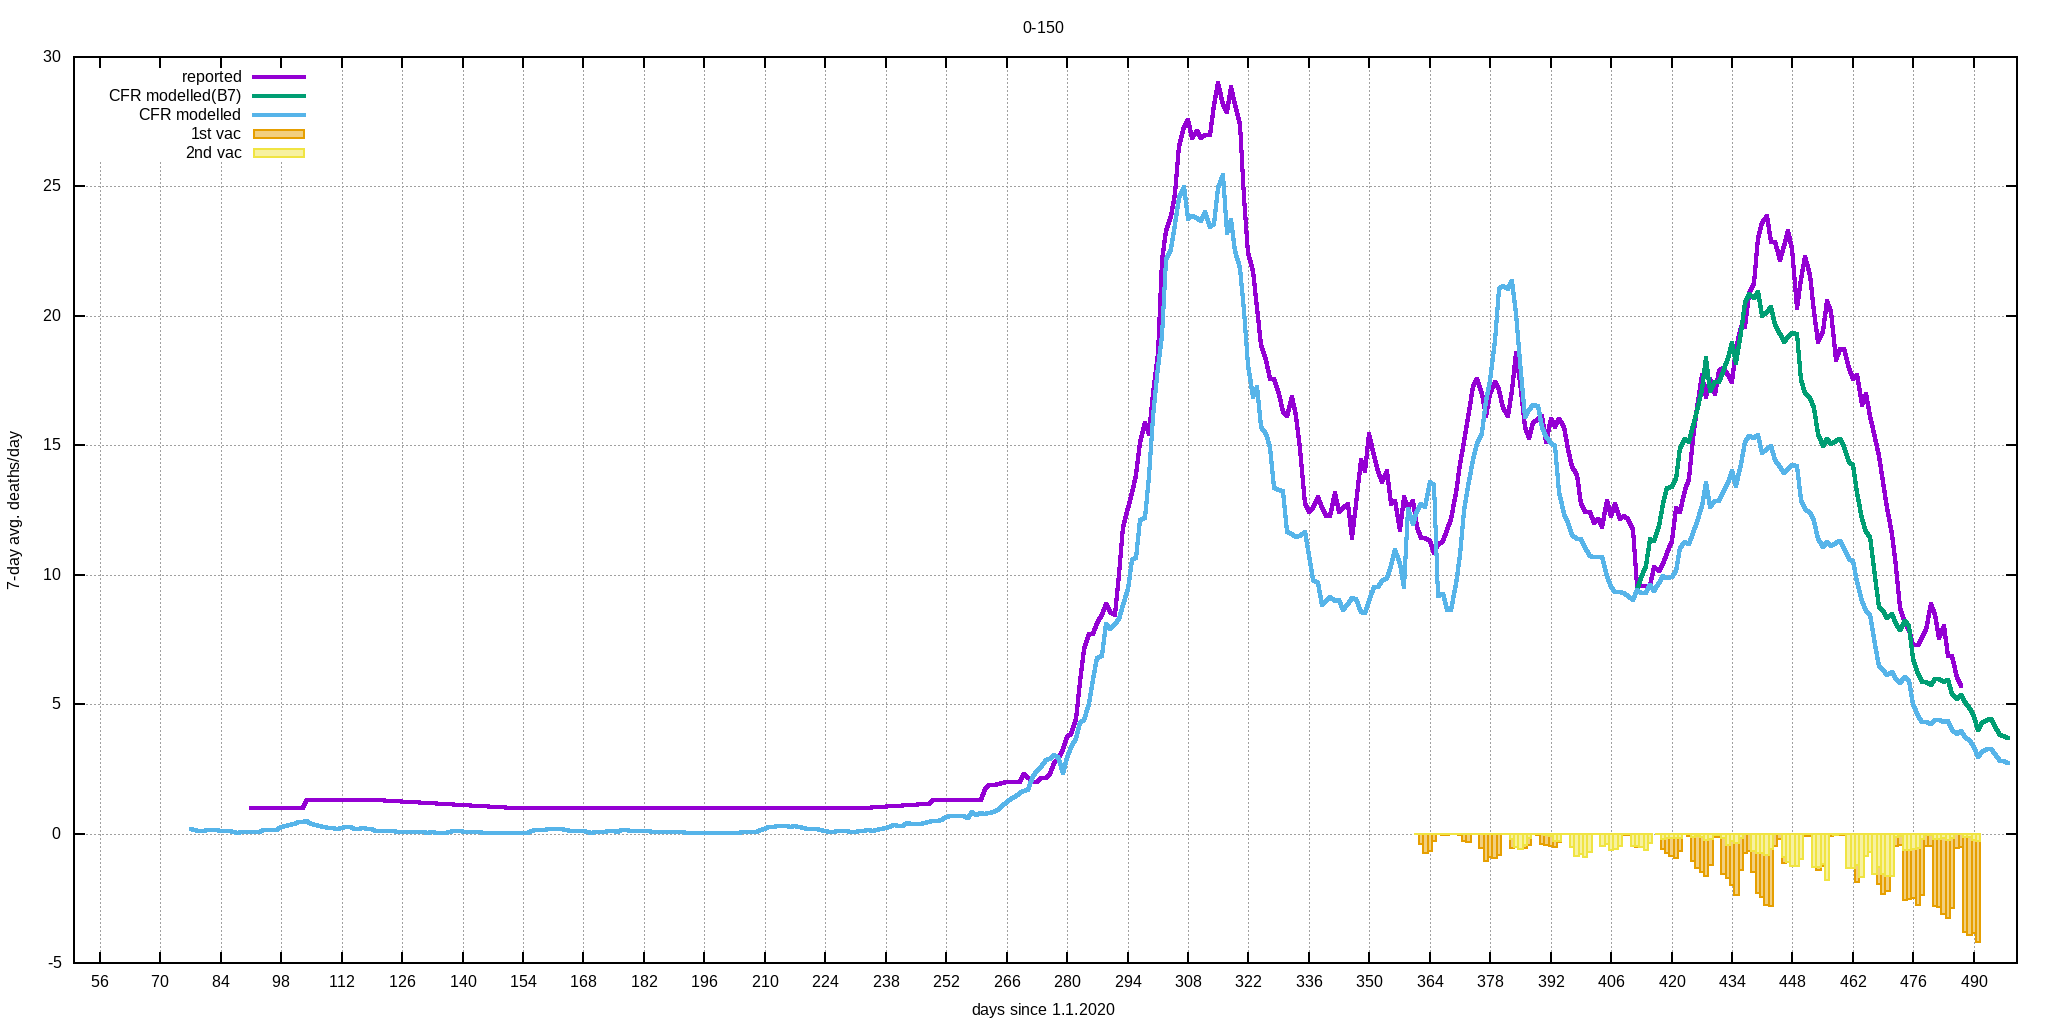 0-150
30
25
20
15
10
5
0
-5
7-day avg. deaths/day
reported
CFR modelled(B7)
CFR modelled
1st vac
2nd vac
56 70 84 98 112 126 140 154 168 182 196 210 224 238 252 266 280 294 308 322 336 350 364 378 392 406 420 434 448 462 476 490
days since 1.1.2020